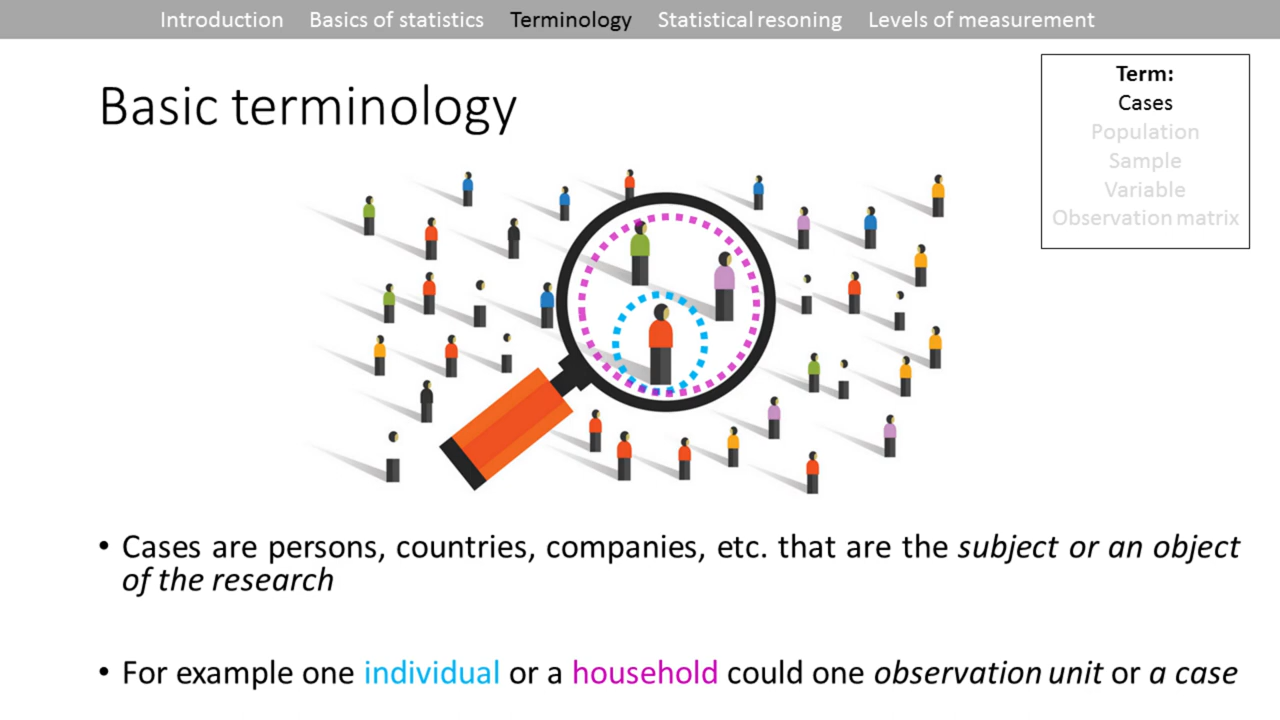 Introduction Basics of statistics Terminology Statistical resoning Levels of measurement
Basic terminology
Term:
Cases
Population
Sample
Variable
Observation matrix
• Cases are persons, countries, companies, etc. that are the subject or an object
of the research
• For example one individual or a household could one observation unit or a case